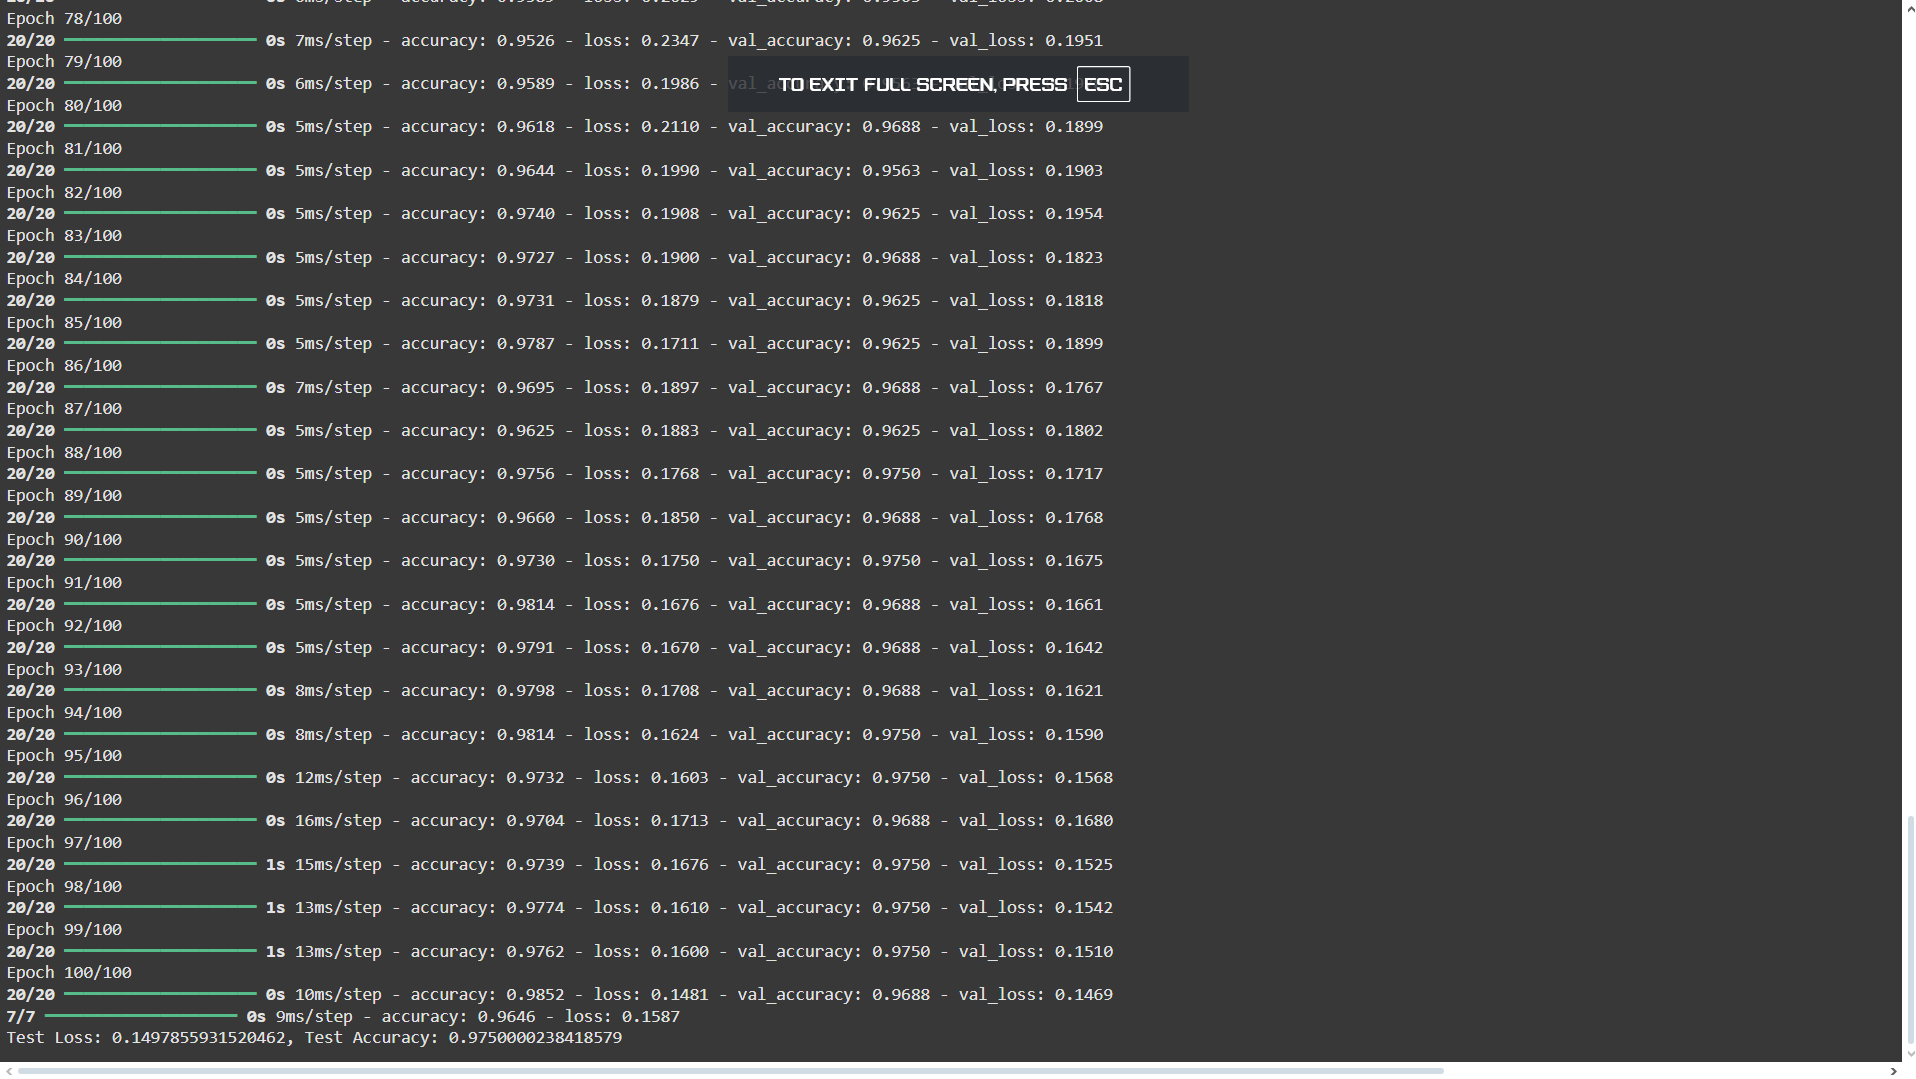 Epoch 78/100
20/20 0s 7ms/step - accuracy: 0.9526 - loss: 0.2347 - val_accuracy: 0.9625 - val_loss: 0.1951
Epoch 79/100
20/20 0s 6ms/step - accuracy: 0.9589 - loss: 0.1986 -
TO EXIT FULL SCREEN, PRESS ESC
Epoch 80/100
20/20 0s 5ms/step - accuracy: 0.9618 - loss: 0.2110 - val_accuracy: 0.9688 - val_loss: 0.1899
Epoch 81/100
20/20 0s 5ms/step - accuracy: 0.9644 - loss: 0.1990 - val_accuracy: 0.9563 - val_loss: 0.1903
Epoch 82/100
20/20 0s 5ms/step - accuracy: 0.9740 - loss: 0.1908 - val_accuracy: 0.9625 - val_loss: 0.1954
Epoch 83/100
20/20 0s 5ms/step - accuracy: 0.9727 - loss: 0.1900 - val_accuracy: 0.9688 - val_loss: 0.1823
Epoch 84/100
20/20 0s 5ms/step - accuracy: 0.9731 - loss: 0.1879 - val_accuracy: 0.9625 - val_loss: 0.1818
Epoch 85/100
20/20 0s 5ms/step - accuracy: 0.9787 - loss: 0.1711 - val_accuracy: 0.9625 - val_loss: 0.1899
Epoch 86/100
20/20 0s 7ms/step - accuracy: 0.9695 - loss: 0.1897 - val_accuracy: 0.9688 - val_loss: 0.1767
Epoch 87/100
20/20 0s 5ms/step - accuracy: 0.9625 - loss: 0.1883 - val_accuracy: 0.9625 - val_loss: 0.1802
Epoch 88/100
20/20 0s 5ms/step - accuracy: 0.9756 - loss: 0.1768 - val_accuracy: 0.9750 - val_loss: 0.1717
Epoch 89/100
20/20 0s 5ms/step - accuracy: 0.9660 - loss: 0.1850 - val_accuracy: 0.9688 - val_loss: 0.1768
Epoch 90/100
20/20 0s 5ms/step - accuracy: 0.9730 - loss: 0.1750 - val_accuracy: 0.9750 - val_loss: 0.1675
Epoch 91/100
20/20 0s 5ms/step - accuracy: 0.9814 - loss: 0.1676 - val_accuracy: 0.9688 - val_loss: 0.1661
Epoch 92/100
20/20 0s 5ms/step - accuracy: 0.9791 - loss: 0.1670 - val_accuracy: 0.9688 - val_loss: 0.1642
Epoch 93/100
20/20 0s 8ms/step - accuracy: 0.9798 - loss: 0.1708 - val_accuracy: 0.9688 - val_loss: 0.1621
Epoch 94/100
20/20 0s 8ms/step - accuracy: 0.9814 - loss: 0.1624 - val_accuracy: 0.9750 - val_loss: 0.1590
Epoch 95/100
20/20 0s 12ms/step - accuracy: 0.9732 - loss: 0.1603 - val_accuracy: 0.9750 - val_loss: 0.1568
Epoch 96/100
20/20 0s 16ms/step - accuracy: 0.9704 - loss: 0.1713 - val_accuracy: 0.9688 - val_loss: 0.1680
Epoch 97/100
20/20 1s 15ms/step - accuracy: 0.9739 - loss: 0.1676 - val_accuracy: 0.9750 - val_loss: 0.1525
Epoch 98/100
20/20 1s 13ms/step - accuracy: 0.9774 - loss: 0.1610 - val_accuracy: 0.9750 - val_loss: 0.1542
Epoch 99/100
20/20 1s 13ms/step - accuracy: 0.9762 - loss: 0.1600 - val_accuracy: 0.9750 - val_loss: 0.1510
Epoch 100/100
20/20 0s 10ms/step - accuracy: 0.9852 - loss: 0.1481 - val_accuracy: 0.9688 - val_loss: 0.1469
7/7 0s 9ms/step - accuracy: 0.9646 - loss: 0.1587
Test Loss: 0.1497855931520462, Test Accuracy: 0.9750000238418579